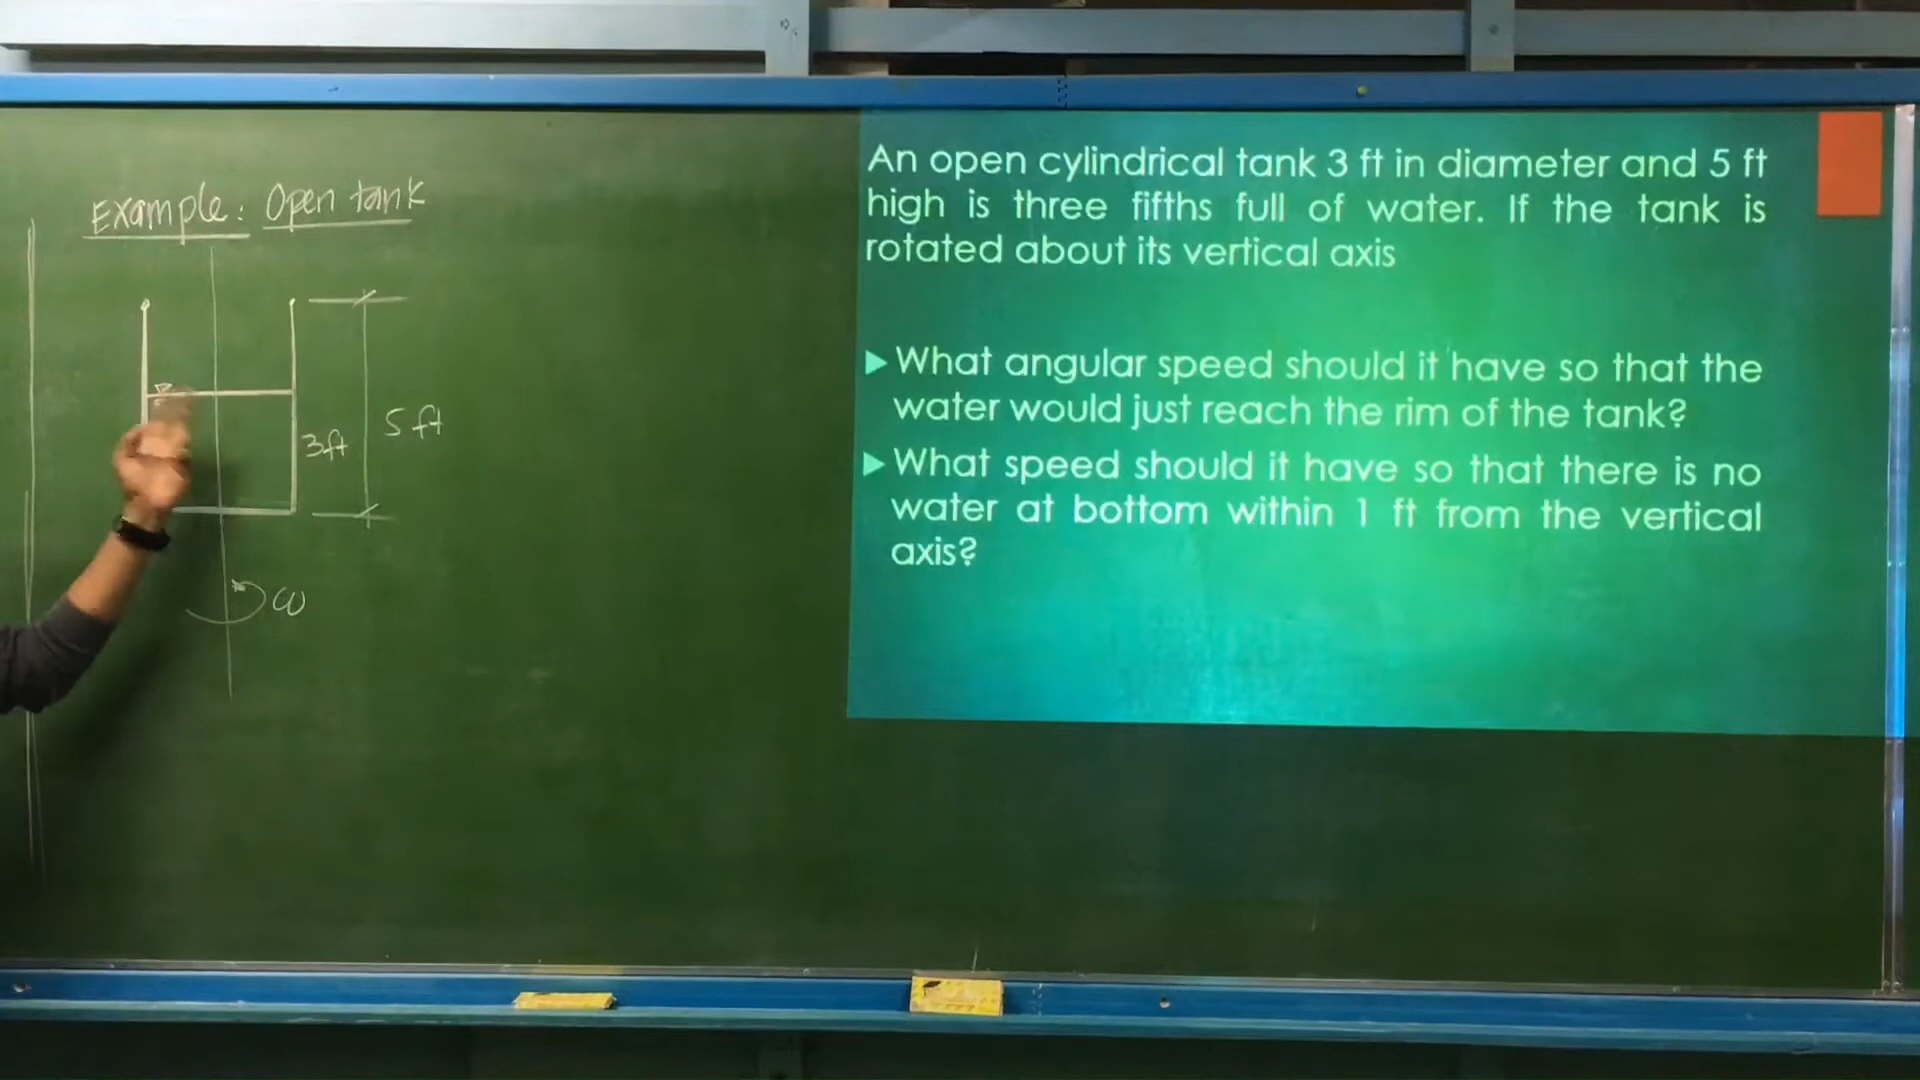 Example: Open tank
3ft
5 ft
ω
An open cylindrical tank 3 ft in diameter and 5 ft
high is three fifths full of water. If the tank is
rotated about its vertical axis
What angular speed should it have so that the
water would just reach the rim of the tank?
What speed should it have so that there is no
water at bottom within 1 ft from the vertical
axis?